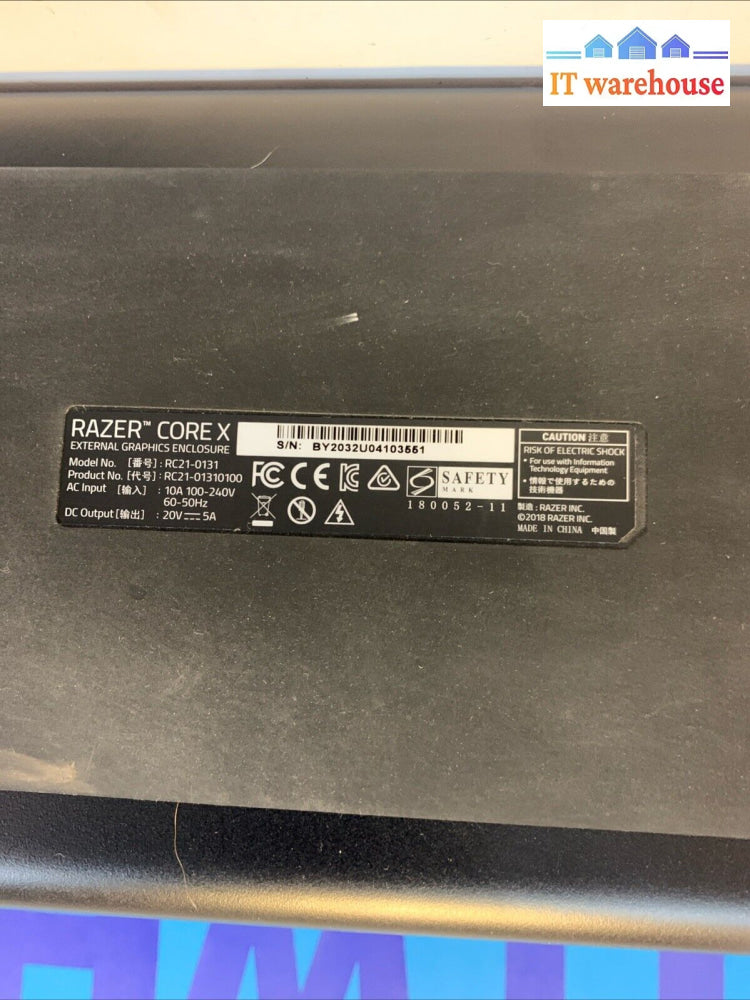 IT warehouse
RAZER™ CORE X
EXTERNAL GRAPHICS ENCLOSURE
Model No. [番号] : RC21-0131
Product No. [代号] : RC21-01310100
AC Input [输入] : 10A 100-240V
60-50Hz
DC Output [输出] : 20V ⎓ 5A
S/N: BY2032U04103551
FC CE
SAFETY
MARK
180052-11
CAUTION 注意
RISK OF ELECTRIC SHOCK
• For use with Information
Technology Equipment
• 情報で使用するための
技術機器
製造 : RAZER INC.
©2018 RAZER INC.
MADE IN CHINA 中国製